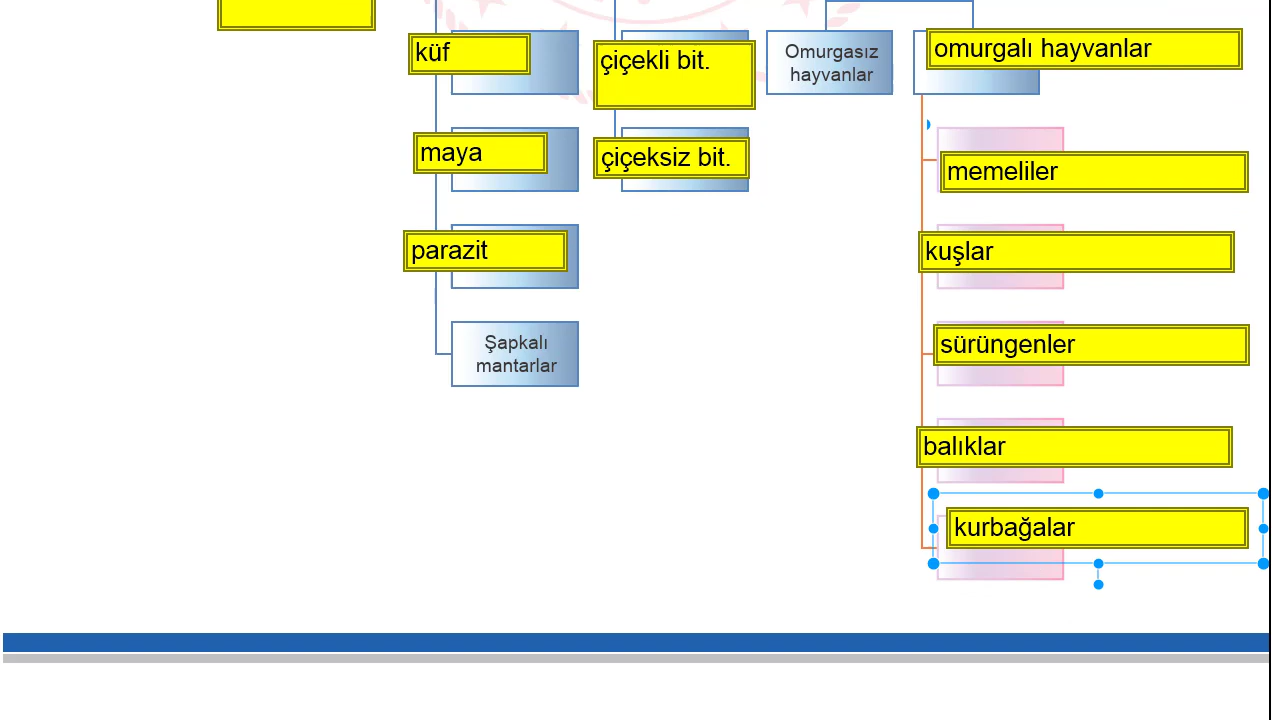 küf
çiçekli bit.
Omurgasız
hayvanlar
omurgalı hayvanlar
maya
çiçeksiz bit.
memeliler
parazit
kuşlar
Şapkalı
mantarlar
sürüngenler
balıklar
kurbağalar